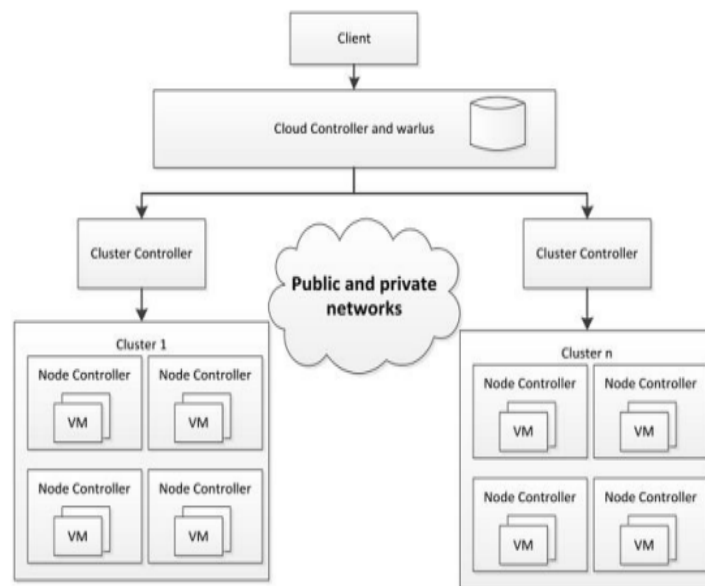 Client
Cloud Controller and warlus
Cluster Controller
Cluster Controller
Public and private
networks
Cluster 1
Node Controller
VM
Node Controller
VM
Node Controller
VM
Node Controller
VM
Cluster n
Node Controller
VM
Node Controller
VM
Node Controller
VM
Node Controller
VM